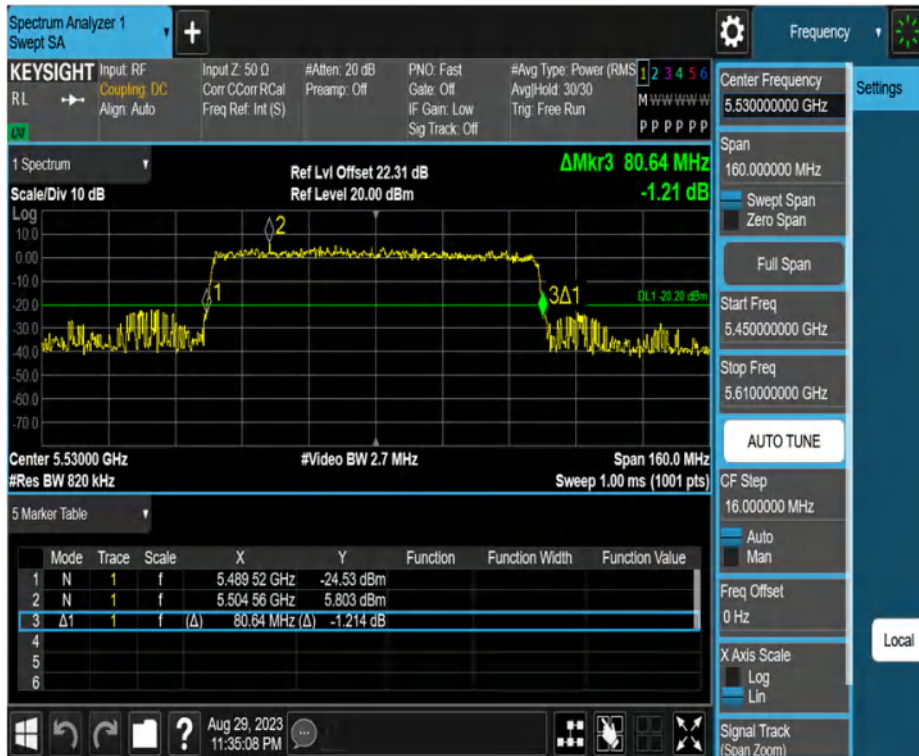 Spectrum Analyzer 1
Swept SA
+
Frequency
KEYSIGHT
RL
Input: RF
Coupling: DC
Align: Auto
Input Z: 50 Ω
Corr CCorr RCal
Freq Ref: Int (S)
#Atten: 20 dB
Preamp: Off
PNO: Fast
Gate: Off
IF Gain: Low
Sig Track: Off
#Avg Type: Power (RMS
Avg|Hold: 30/30
Trig: Free Run
1 2 3 4 5 6
M W W W W W
P P P P P P
1 Spectrum
Scale/Div 10 dB
Ref Lvl Offset 22.31 dB
Ref Level 20.00 dBm
ΔMkr3 80.64 MHz
-1.21 dB
Log
10.0
0.00
-10.0
-20.0
-30.0
-40.0
-50.0
-60.0
-70.0
2
1
3Δ1
DL1 -20.20 dBm
Center 5.53000 GHz
#Video BW 2.7 MHz
Span 160.0 MHz
#Res BW 820 kHz
Sweep 1.00 ms (1001 pts)
5 Marker Table
Mode Trace Scale X Y Function Function Width Function Value
1 N 1 f 5.489 52 GHz -24.53 dBm
2 N 1 f 5.504 56 GHz 5.803 dBm
3 Δ1 1 f (Δ) 80.64 MHz (Δ) -1.214 dB
4
5
6
?
Aug 29, 2023
11:35:08 PM
Center Frequency
5.530000000 GHz
Settings
Span
160.000000 MHz
Swept Span
Zero Span
Full Span
Start Freq
5.450000000 GHz
Stop Freq
5.610000000 GHz
AUTO TUNE
CF Step
16.000000 MHz
Auto
Man
Freq Offset
0 Hz
X Axis Scale
Log
Lin
Local
Signal Track
(Span Zoom)